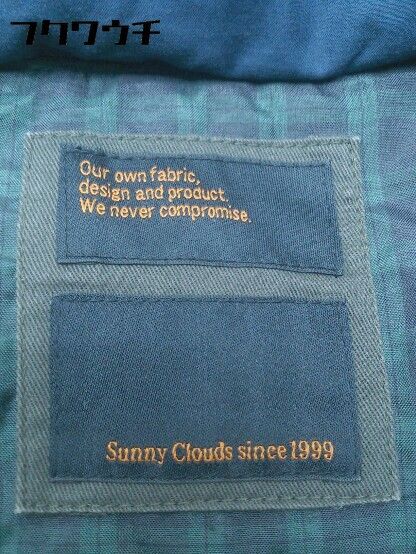 フクワウチ
Our own fabric,
design and product.
We never compromise.
Sunny Clouds since 1999